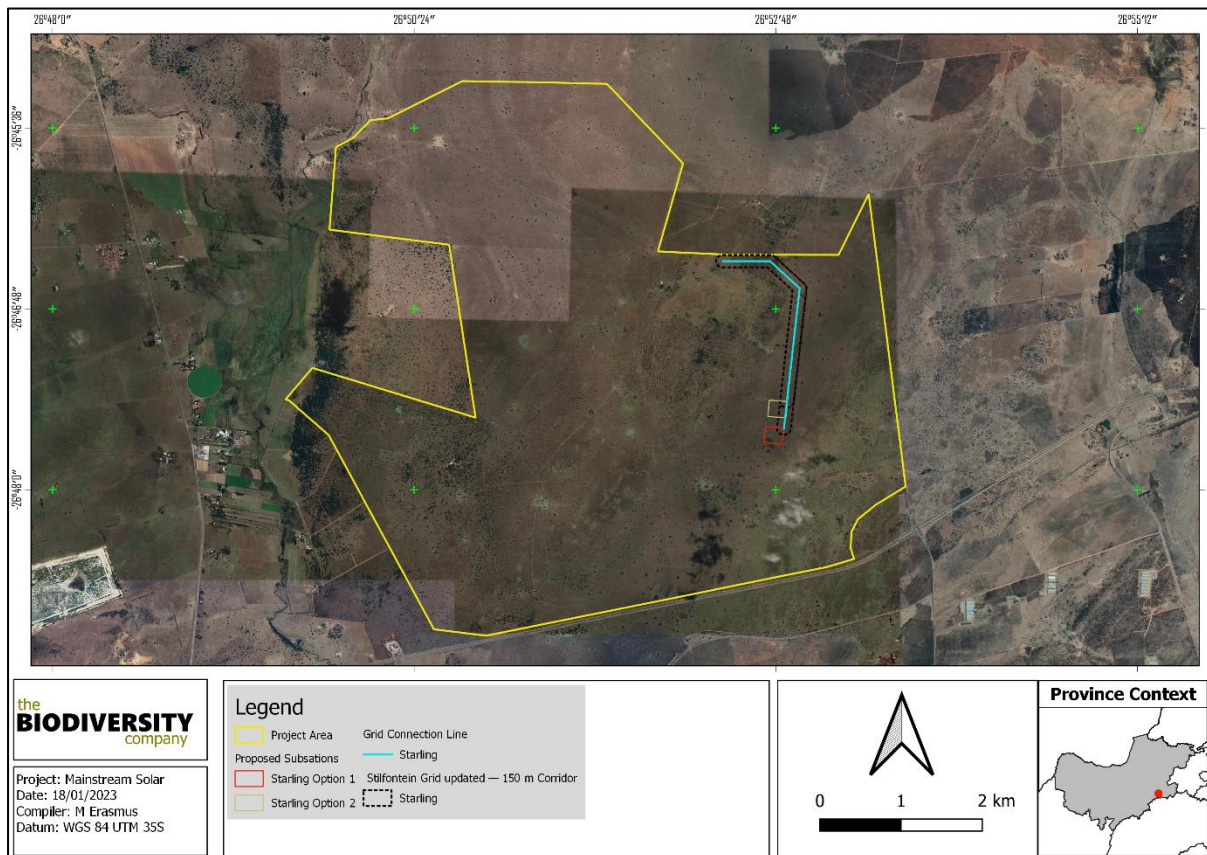 26°48'0" 26°50'24" 26°52'48" 26°55'12"
-26°45'36"
-26°46'48"
-26°48'0"
the
BIODIVERSITY
company
Project: Mainstream Solar
Date: 18/01/2023
Compiler: M Erasmus
Datum: WGS 84 UTM 35S
Legend
Project Area
Proposed Subsations
Starling Option 1
Starling Option 2
Grid Connection Line
Starling
Stilfontein Grid updated — 150 m Corridor
Starling
0 1 2 km
Province Context